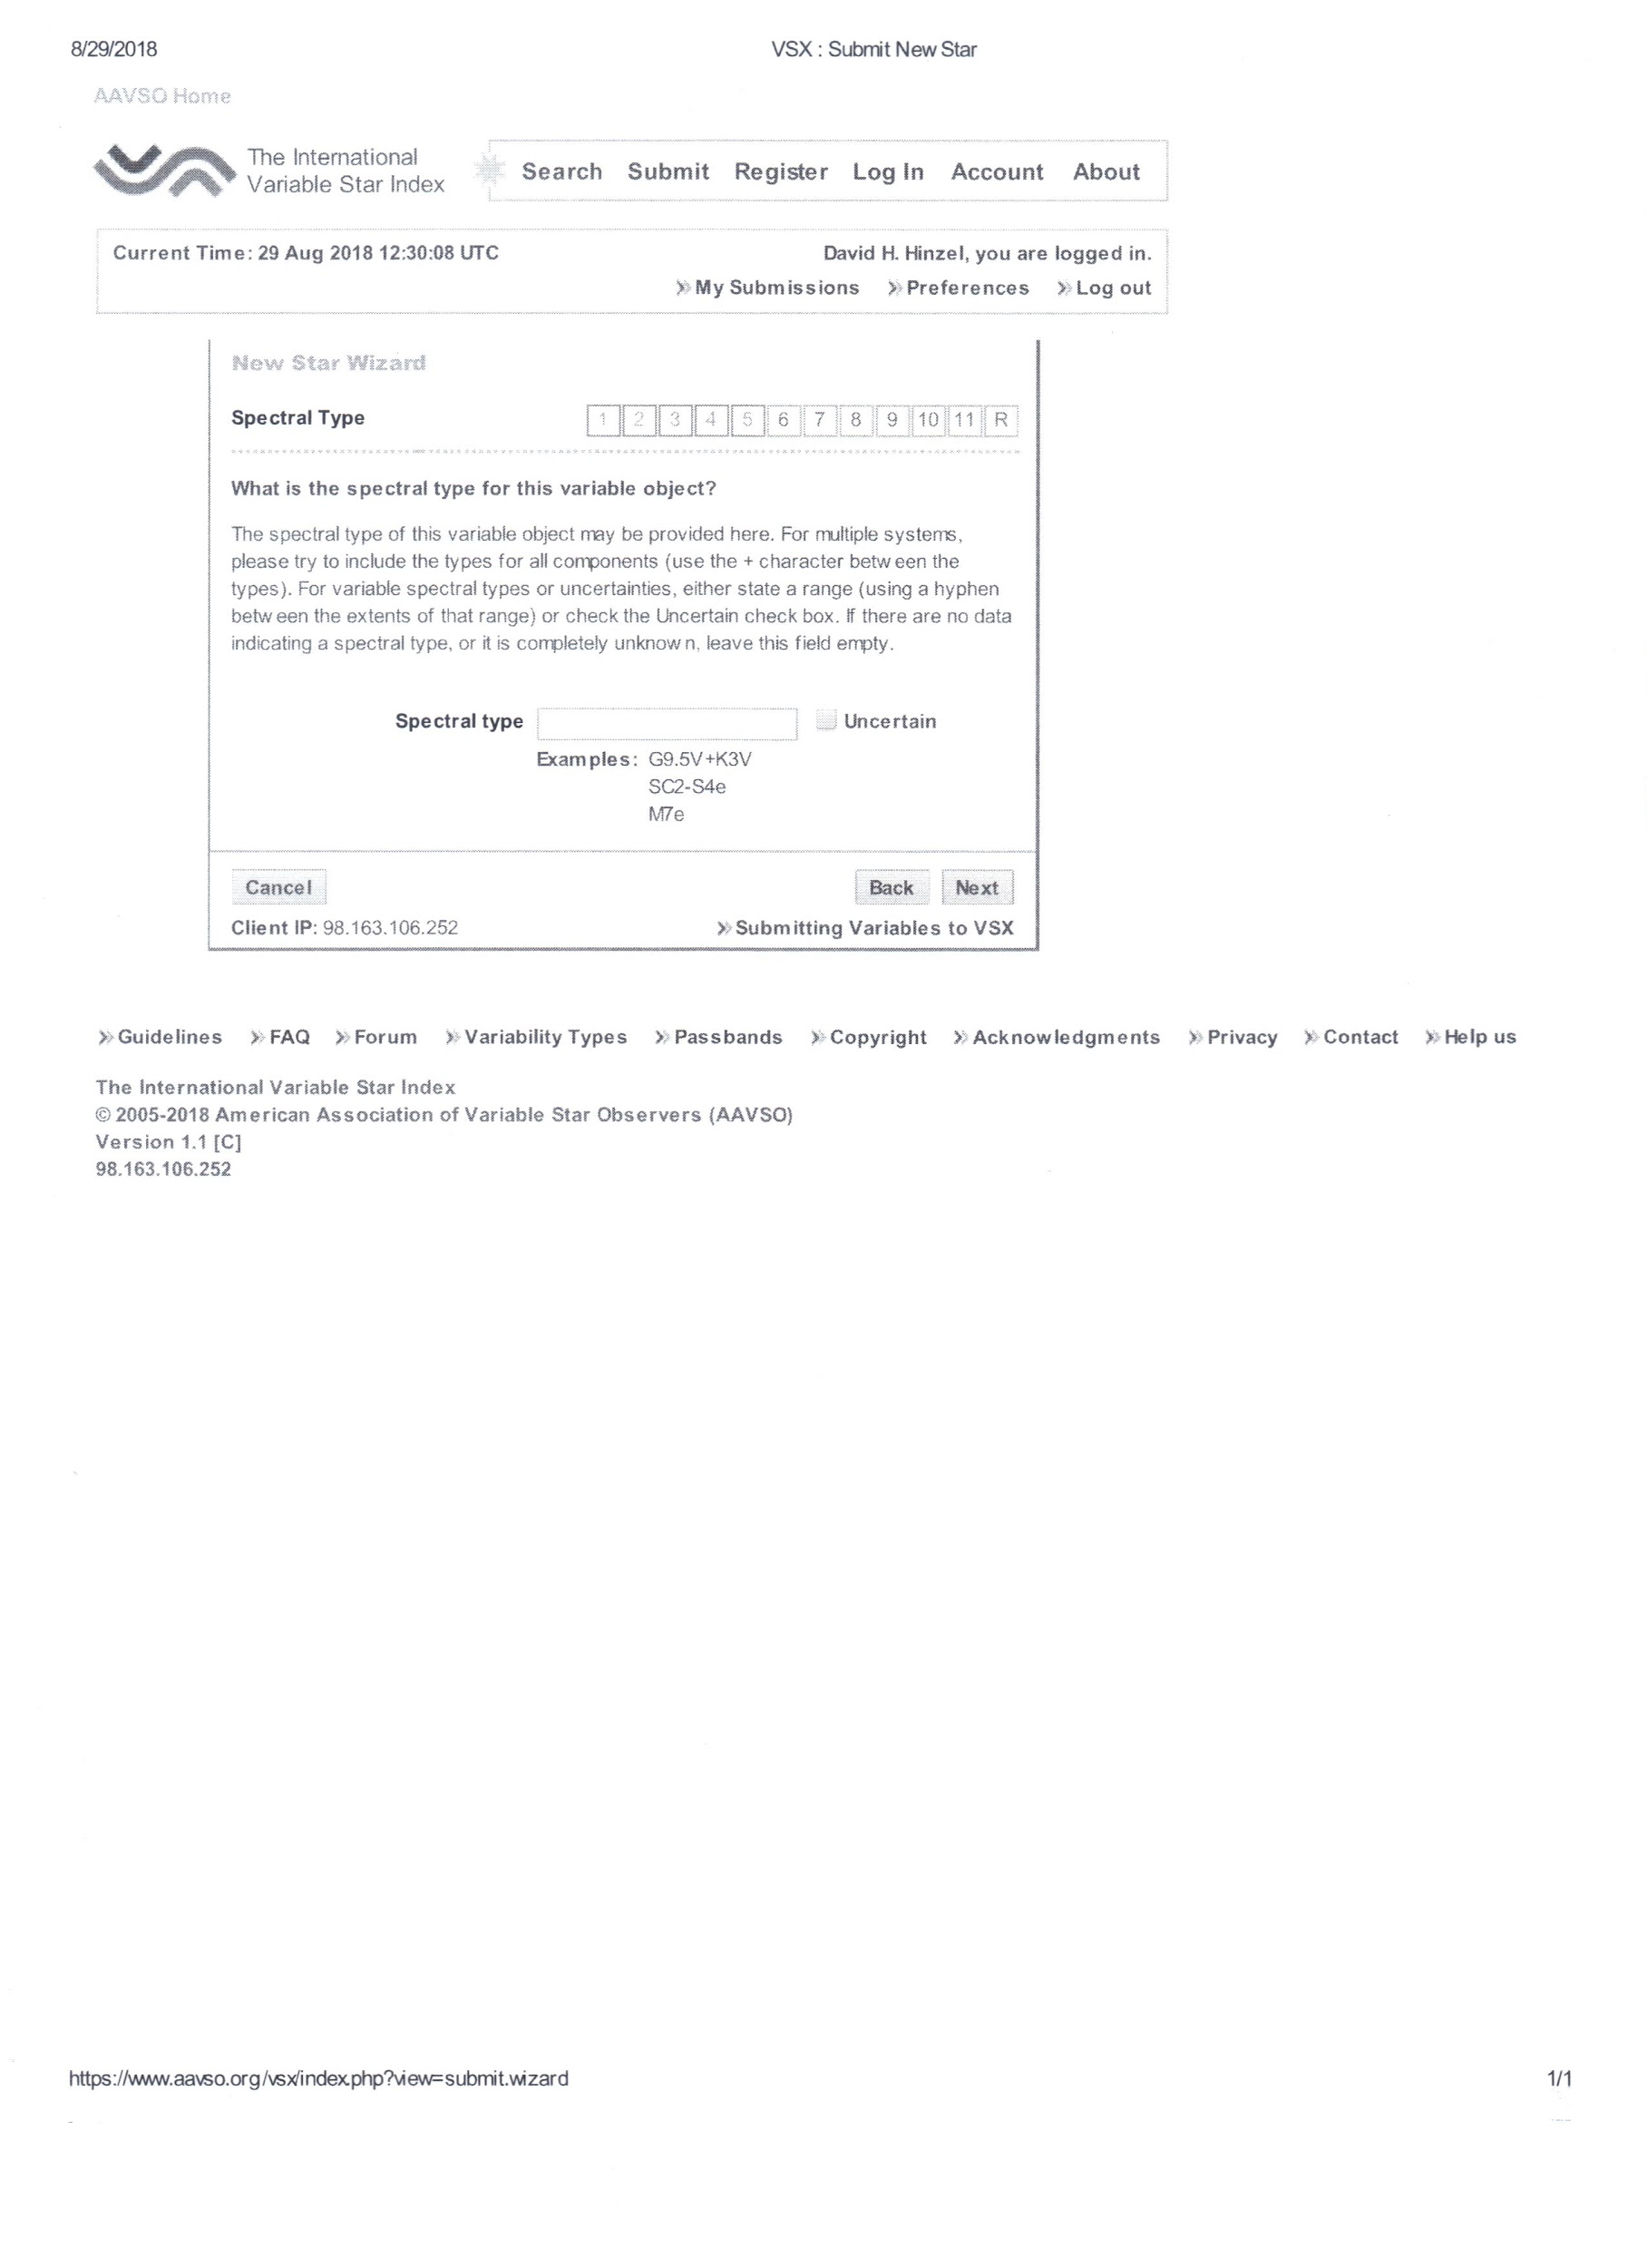 8/29/2018 VSX : Submit New Star
AAVSO Home
The International
Variable Star Index
Search Submit Register Log In Account About
Current Time: 29 Aug 2018 12:30:08 UTC David H. Hinzel, you are logged in.
» My Submissions » Preferences » Log out
New Star Wizard
Spectral Type 1 2 3 4 5 6 7 8 9 10 11 R
What is the spectral type for this variable object?
The spectral type of this variable object may be provided here. For multiple systems,
please try to include the types for all components (use the + character between the
types). For variable spectral types or uncertainties, either state a range (using a hyphen
between the extents of that range) or check the Uncertain check box. If there are no data
indicating a spectral type, or it is completely unknown, leave this field empty.
Spectral type Uncertain
Examples: G9.5V+K3V
SC2-S4e
M7e
Cancel Back Next
Client IP: 98.163.106.252 » Submitting Variables to VSX
» Guidelines » FAQ » Forum » Variability Types » Passbands » Copyright » Acknowledgments » Privacy » Contact » Help us
The International Variable Star Index
© 2005-2018 American Association of Variable Star Observers (AAVSO)
Version 1.1 [C]
98.163.106.252
https://www.aavso.org/vsx/index.php?view=submit.wizard 1/1